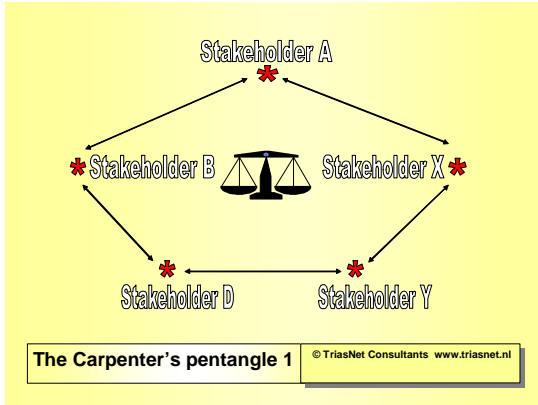 Stakeholder A
Stakeholder B
Stakeholder X
Stakeholder D
Stakeholder Y
The Carpenter's pentangle 1
© TriasNet Consultants www.triasnet.nl